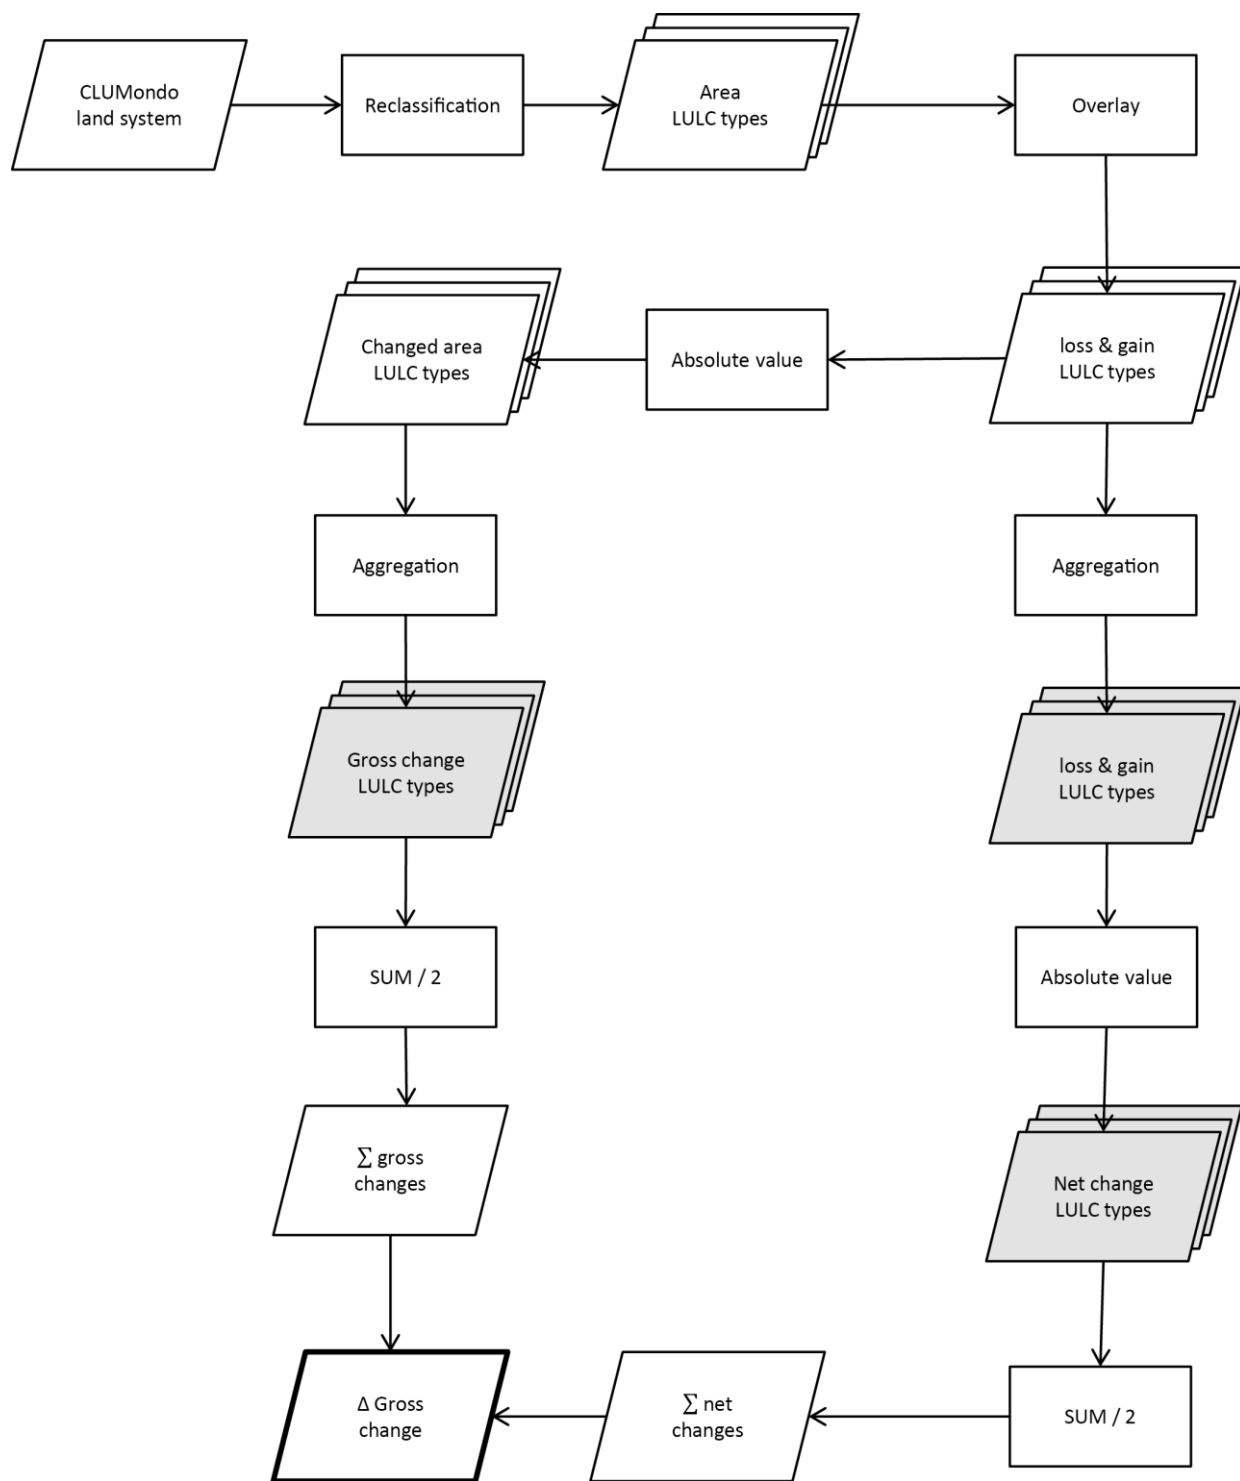 CLUMondo
land system
Reclassification
Area
LULC types
Overlay
Changed area
LULC types
Absolute value
loss & gain
LULC types
Aggregation
Aggregation
Gross change
LULC types
loss & gain
LULC types
SUM / 2
Absolute value
∑ gross
changes
Net change
LULC types
Δ Gross
change
∑ net
changes
SUM / 2